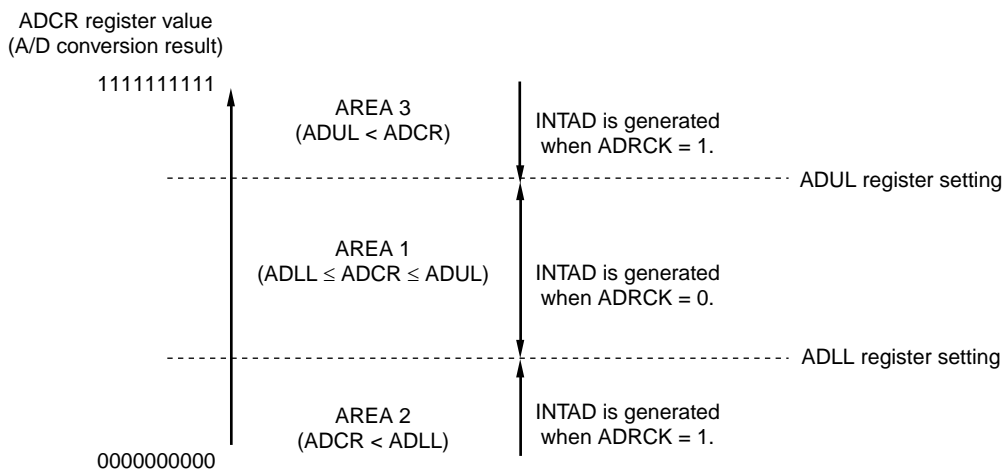 ADCR register value
(A/D conversion result)
1111111111
AREA 3
(ADUL < ADCR)
INTAD is generated
when ADRCK = 1.
ADUL register setting
AREA 1
(ADLL ≤ ADCR ≤ ADUL)
INTAD is generated
when ADRCK = 0.
ADLL register setting
AREA 2
(ADCR < ADLL)
INTAD is generated
when ADRCK = 1.
0000000000